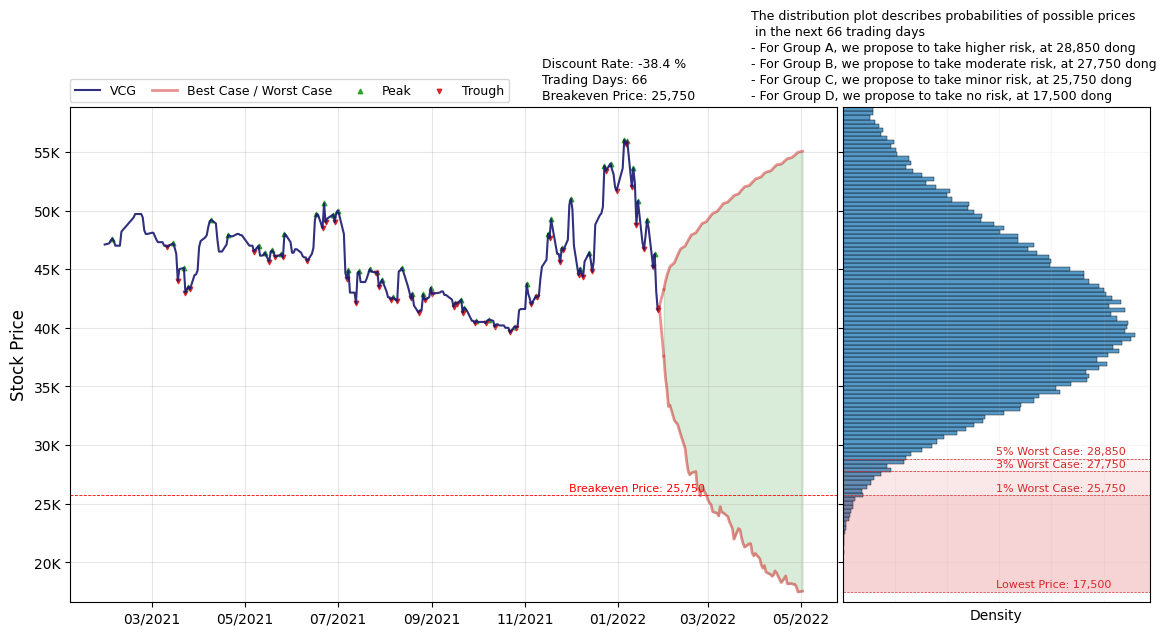 The distribution plot describes probabilities of possible prices
in the next 66 trading days
- For Group A, we propose to take higher risk, at 28,850 dong
- For Group B, we propose to take moderate risk, at 27,750 dong
- For Group C, we propose to take minor risk, at 25,750 dong
- For Group D, we propose to take no risk, at 17,500 dong
Discount Rate: -38.4 %
Trading Days: 66
Breakeven Price: 25,750
VCG
Best Case / Worst Case
Peak
Trough
Stock Price
55K
50K
45K
40K
35K
30K
25K
20K
Breakeven Price: 25,750
03/2021
05/2021
07/2021
09/2021
11/2021
01/2022
03/2022
05/2022
5% Worst Case: 28,850
3% Worst Case: 27,750
1% Worst Case: 25,750
Lowest Price: 17,500
Density